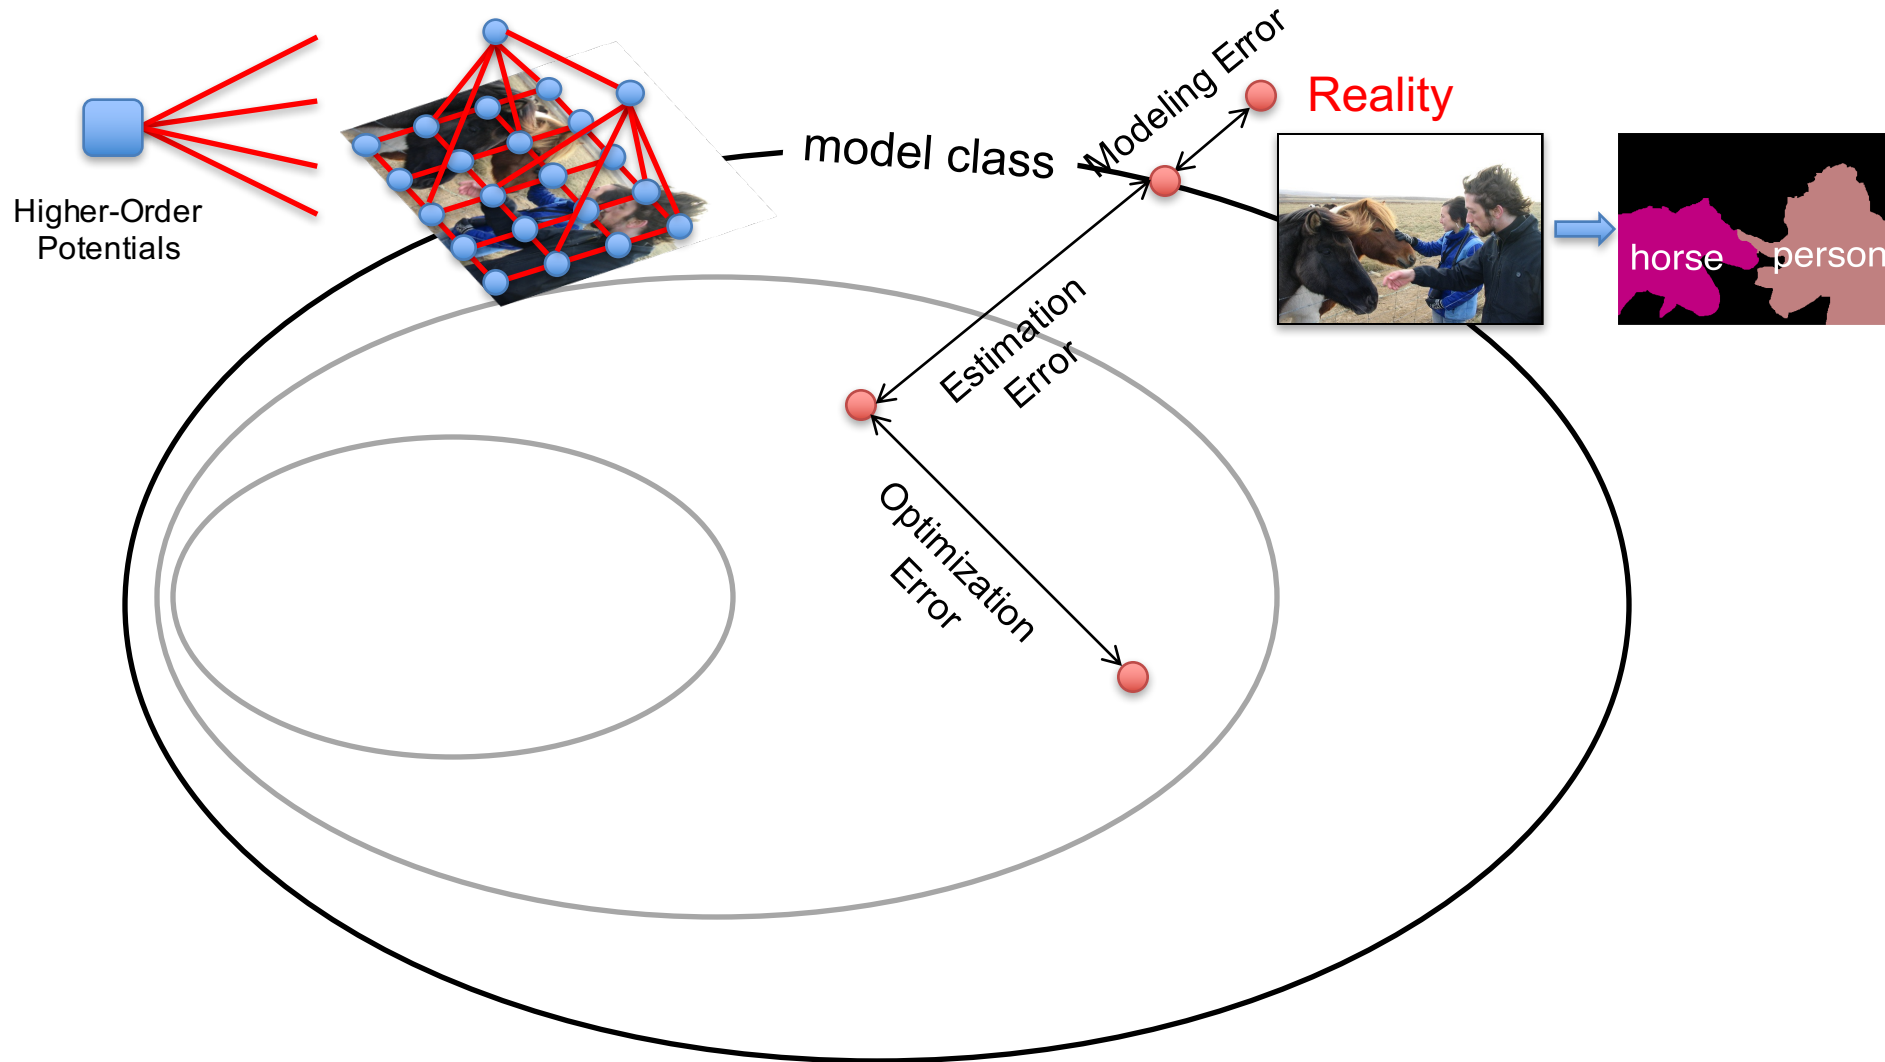 Higher-Order
Potentials
model class
Modeling Error
Reality
horse
person
Estimation
Error
Optimization
Error